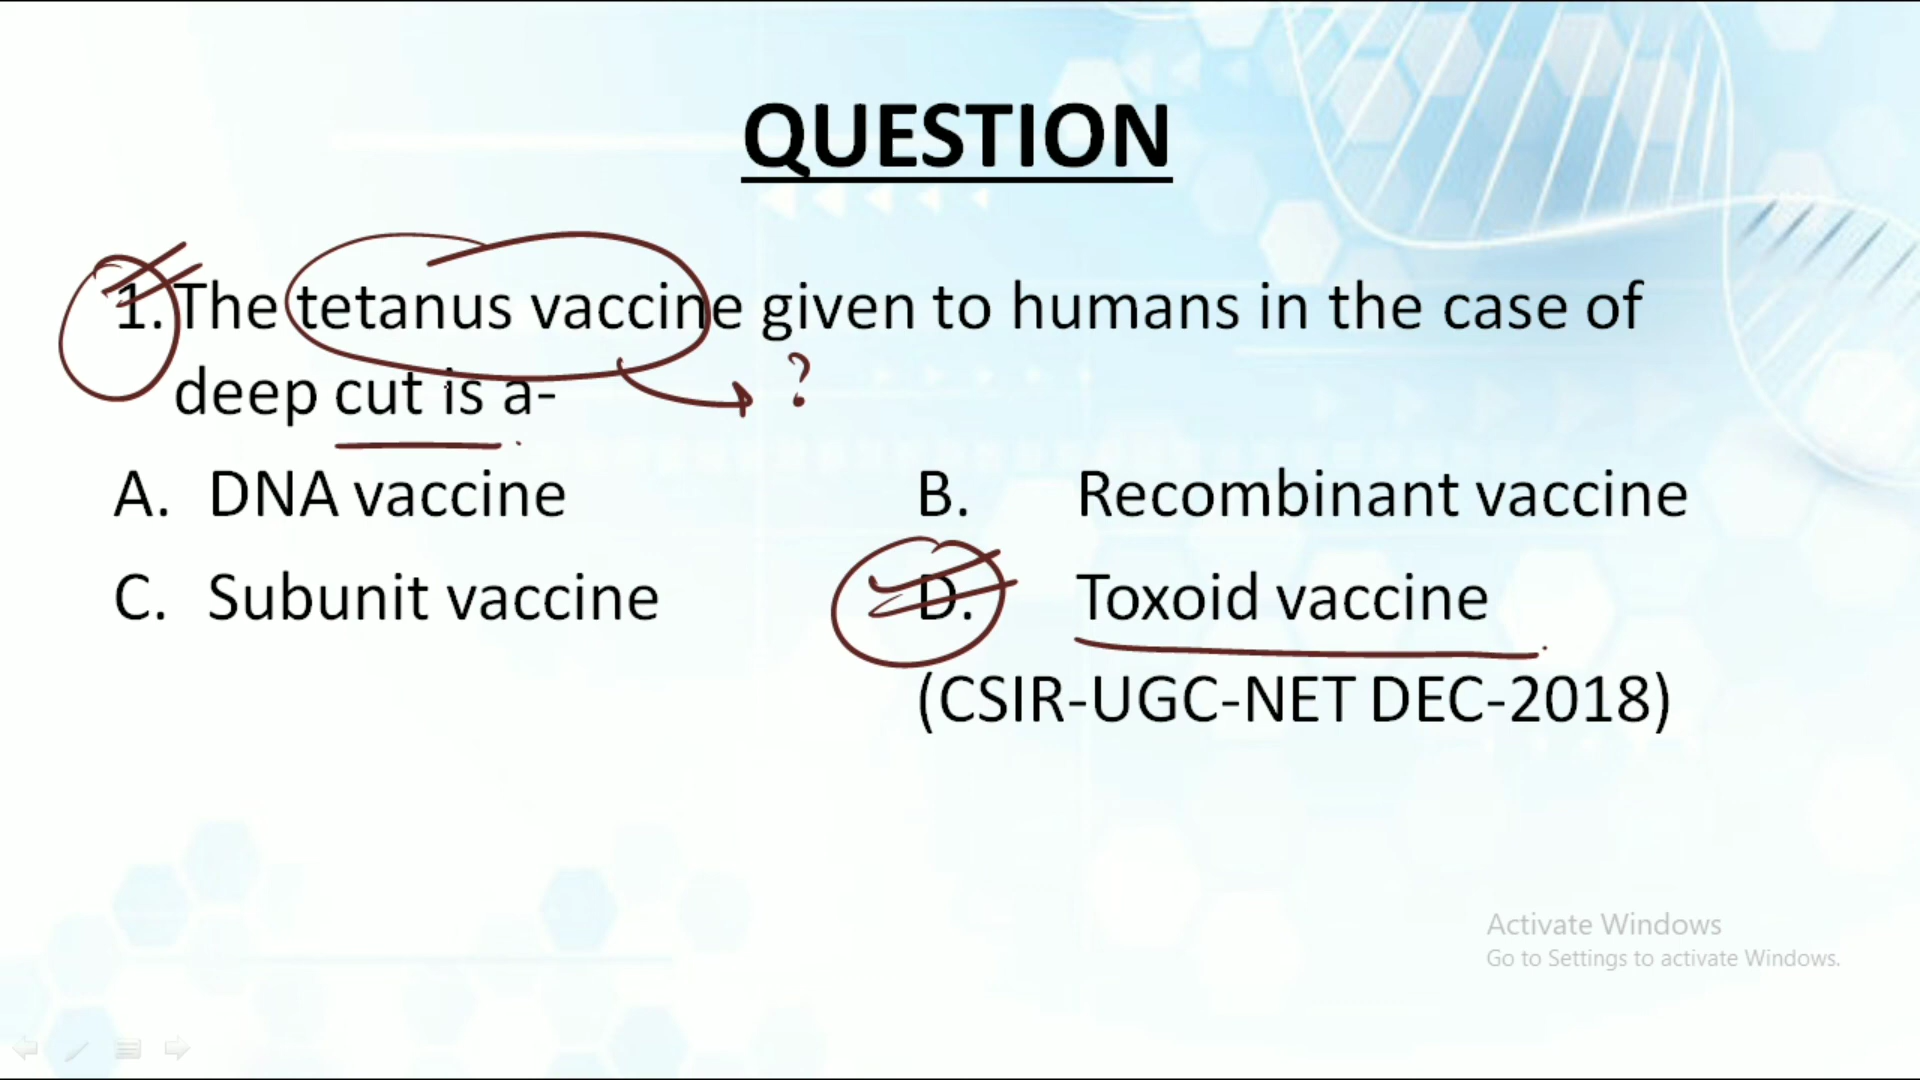 QUESTION
1. The tetanus vaccine given to humans in the case of
deep cut is a-
?
A. DNA vaccine B. Recombinant vaccine
C. Subunit vaccine D. Toxoid vaccine
(CSIR-UGC-NET DEC-2018)
Activate Windows
Go to Settings to activate Windows.